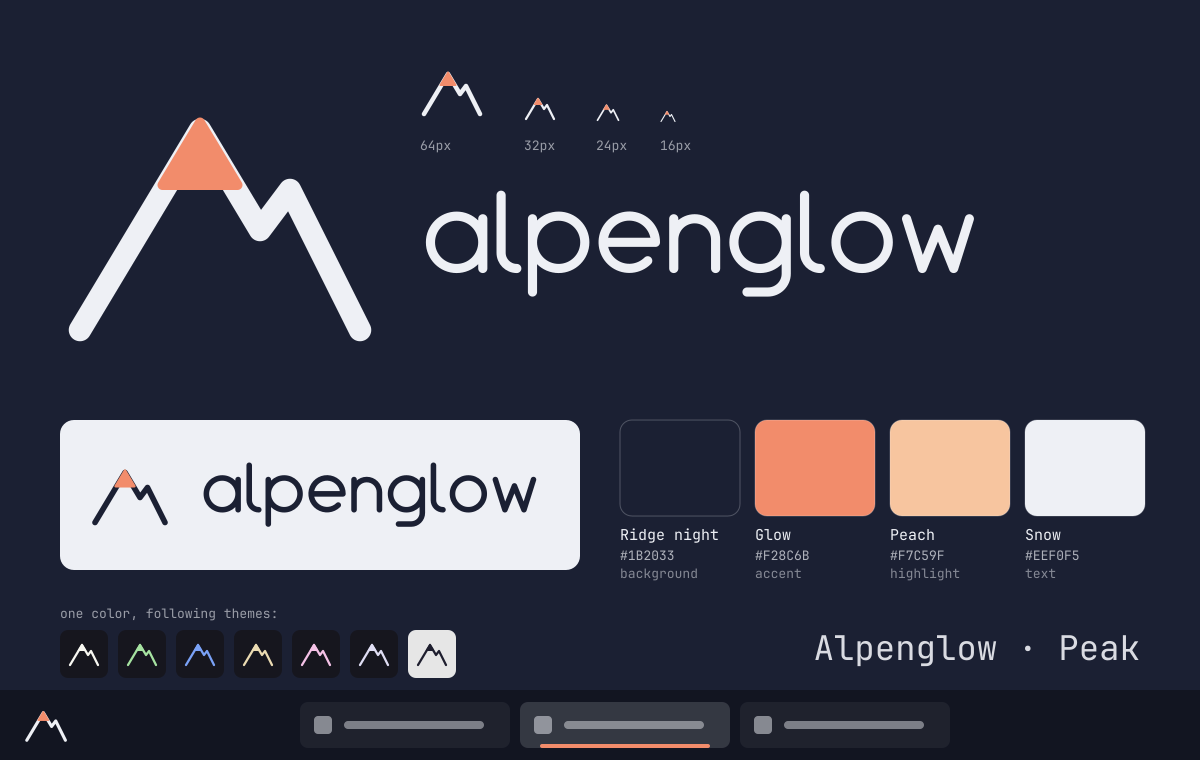 64px 32px 24px 16px
alpenglow
alpenglow
Ridge night Glow Peach Snow
#1B2033 #F28C6B #F7C59F #EEF0F5
background accent highlight text
one color, following themes:
Alpenglow · Peak